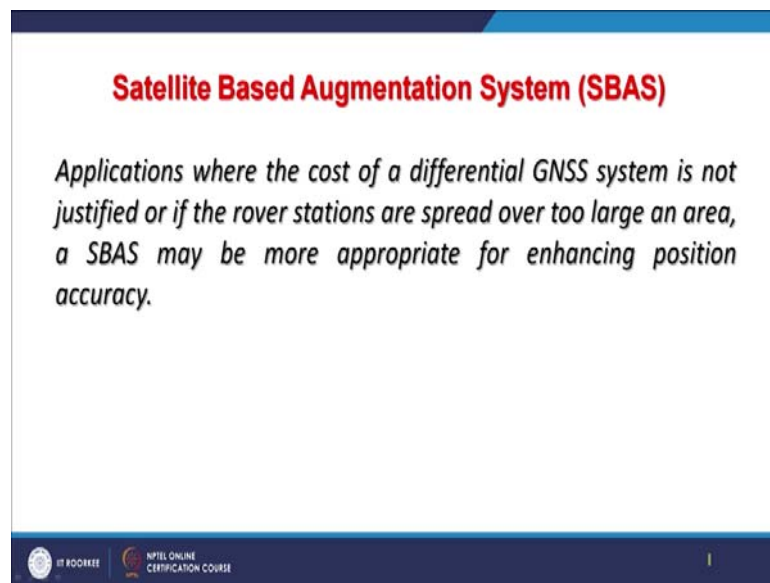 Satellite Based Augmentation System (SBAS)
Applications where the cost of a differential GNSS system is not
justified or if the rover stations are spread over too large an area,
a SBAS may be more appropriate for enhancing position
accuracy.
IIT ROORKEE
NPTEL ONLINE
CERTIFICATION COURSE